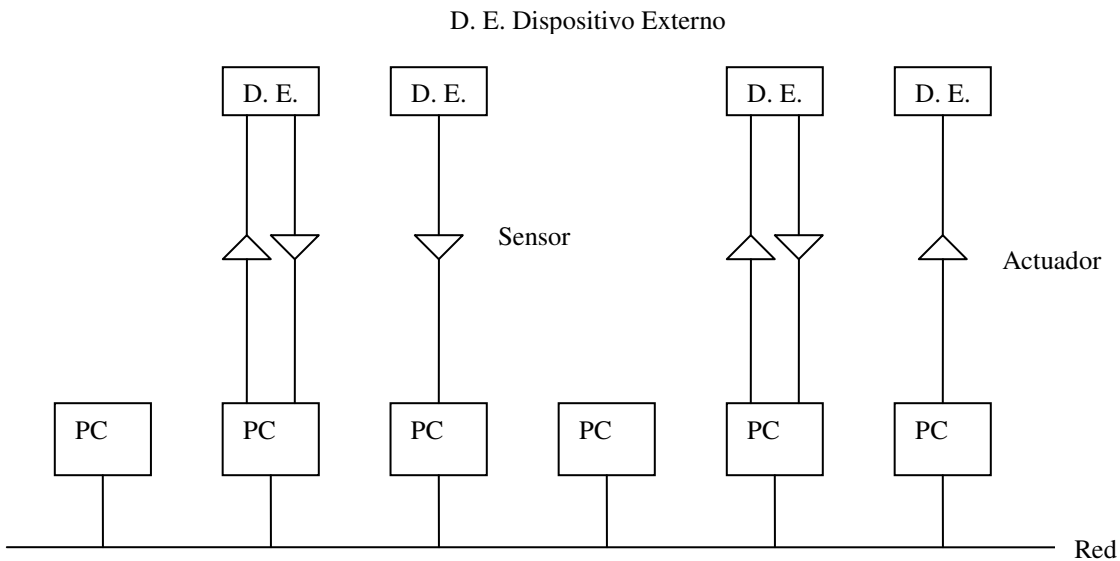 D. E. Dispositivo Externo
D. E.
D. E.
D. E.
D. E.
Sensor
Actuador
PC
PC
PC
PC
PC
PC
Red